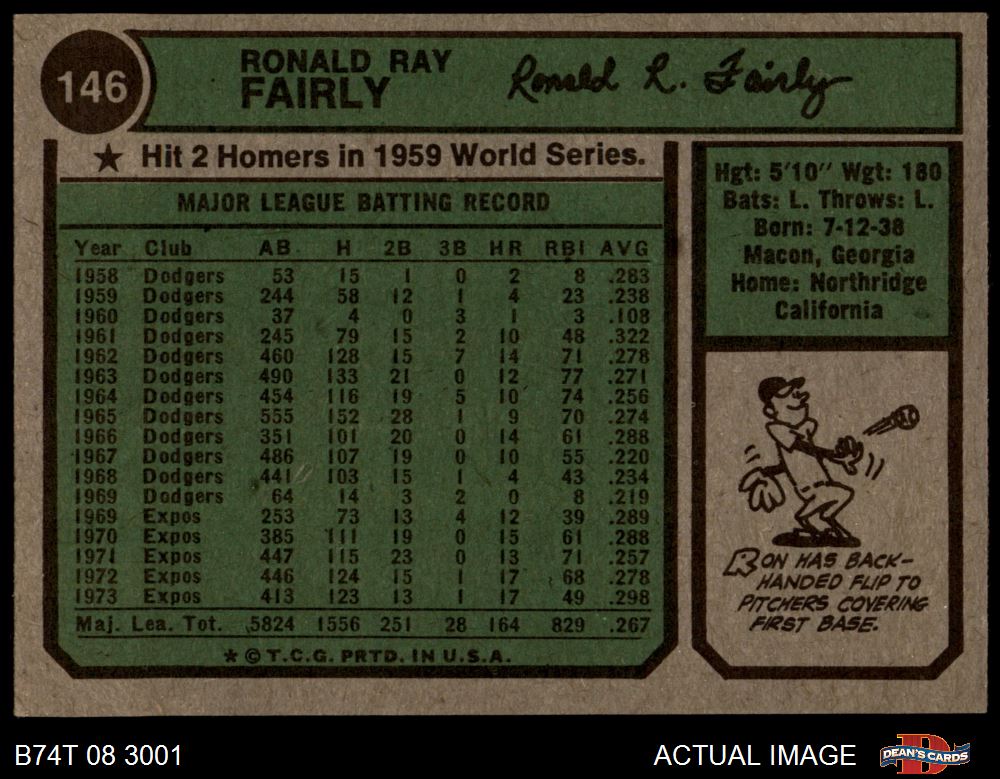 146
RONALD RAY
FAIRLY
Ronald R. Fairly
★ Hit 2 Homers in 1959 World Series.
MAJOR LEAGUE BATTING RECORD
Year Club AB H 2B 3B HR RBI AVG
1958 Dodgers 53 15 1 0 2 8 .283
1959 Dodgers 244 58 12 1 4 23 .238
1960 Dodgers 37 4 0 3 1 3 .108
1961 Dodgers 245 79 15 2 10 48 .322
1962 Dodgers 460 128 15 7 14 71 .278
1963 Dodgers 490 133 21 0 12 77 .271
1964 Dodgers 454 116 19 5 10 74 .256
1965 Dodgers 555 152 28 1 9 70 .274
1966 Dodgers 351 101 20 0 14 61 .288
1967 Dodgers 486 107 19 0 10 55 .220
1968 Dodgers 441 103 15 1 4 43 .234
1969 Dodgers 64 14 3 2 0 8 .219
1969 Expos 253 73 13 4 12 39 .289
1970 Expos 385 111 19 0 15 61 .288
1971 Expos 447 115 23 0 13 71 .257
1972 Expos 446 124 15 1 17 68 .278
1973 Expos 413 123 13 1 17 49 .298
Maj. Lea. Tot. 5824 1556 251 28 164 829 .267
★ © T.C.G. PRTD. IN U.S.A.
Hgt: 5'10" Wgt: 180
Bats: L. Throws: L.
Born: 7-12-38
Macon, Georgia
Home: Northridge
California
RON HAS BACK-
HANDED FLIP TO
PITCHERS COVERING
FIRST BASE.
B74T 08 3001
ACTUAL IMAGE
DEAN'S CARDS